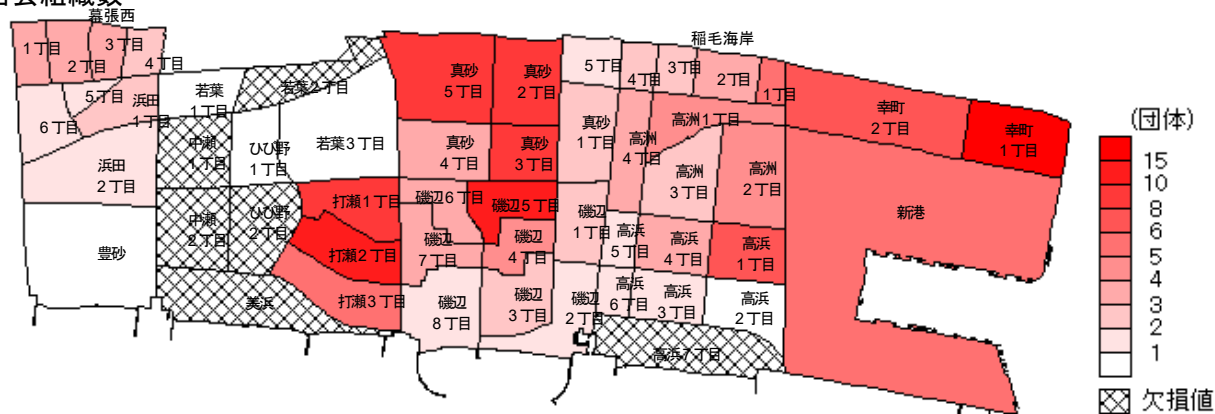 幕張西
1丁目
2丁目
3丁目
4丁目
5丁目
6丁目
浜田
1丁目
浜田
2丁目
豊砂
若葉
1丁目
若葉2丁目
若葉3丁目
中瀬
1丁目
中瀬
2丁目
ひび野
1丁目
ひび野
2丁目
美浜
打瀬1丁目
打瀬2丁目
打瀬3丁目
真砂
5丁目
真砂
2丁目
真砂
4丁目
真砂
3丁目
真砂
1丁目
磯辺6丁目
磯辺5丁目
磯辺
7丁目
磯辺
4丁目
磯辺
8丁目
磯辺
3丁目
磯辺
1丁目
磯辺
2丁目
稲毛海岸
5丁目
4丁目
3丁目
2丁目
1丁目
高洲1丁目
高洲
4丁目
高洲
3丁目
高洲
2丁目
高浜
5丁目
高浜
4丁目
高浜
1丁目
高浜
6丁目
高浜
3丁目
高浜
2丁目
高浜7丁目
幸町
2丁目
幸町
1丁目
新港
(団体)
15
10
8
6
5
4
3
2
1
欠損値